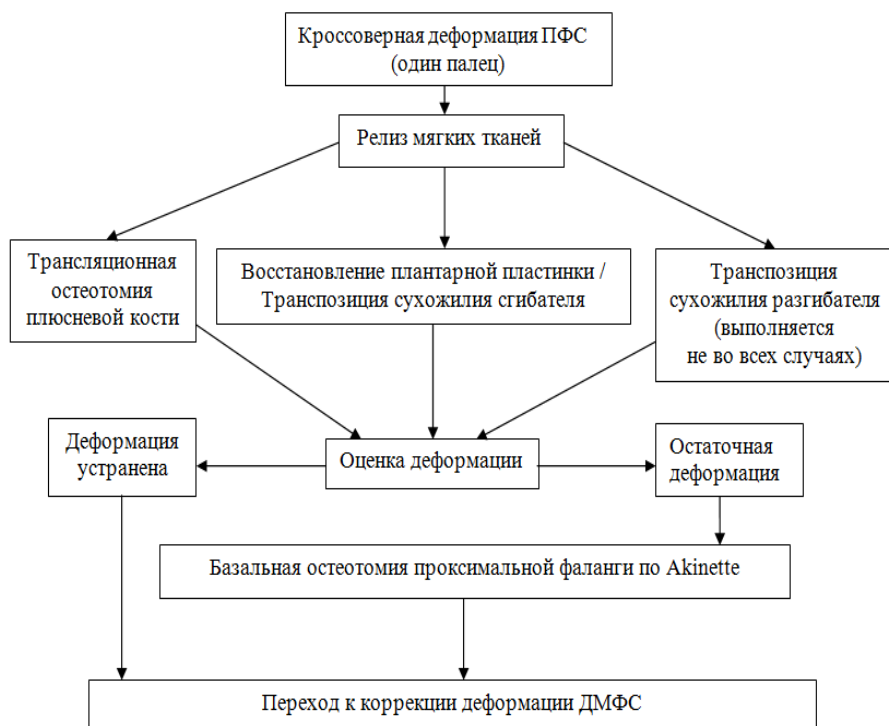 Кроссоверная деформация ПФС
(один палец)
Релиз мягких тканей
Трансляционная
остеотомия
плюсневой кости
Восстановление плантарной пластинки /
Транспозиция сухожилия сгибателя
Транспозиция
сухожилия разгибателя
(выполняется
не во всех случаях)
Деформация
устранена
Оценка деформации
Остаточная
деформация
Базальная остеотомия проксимальной фаланги по Akinette
Переход к коррекции деформации ДМФС